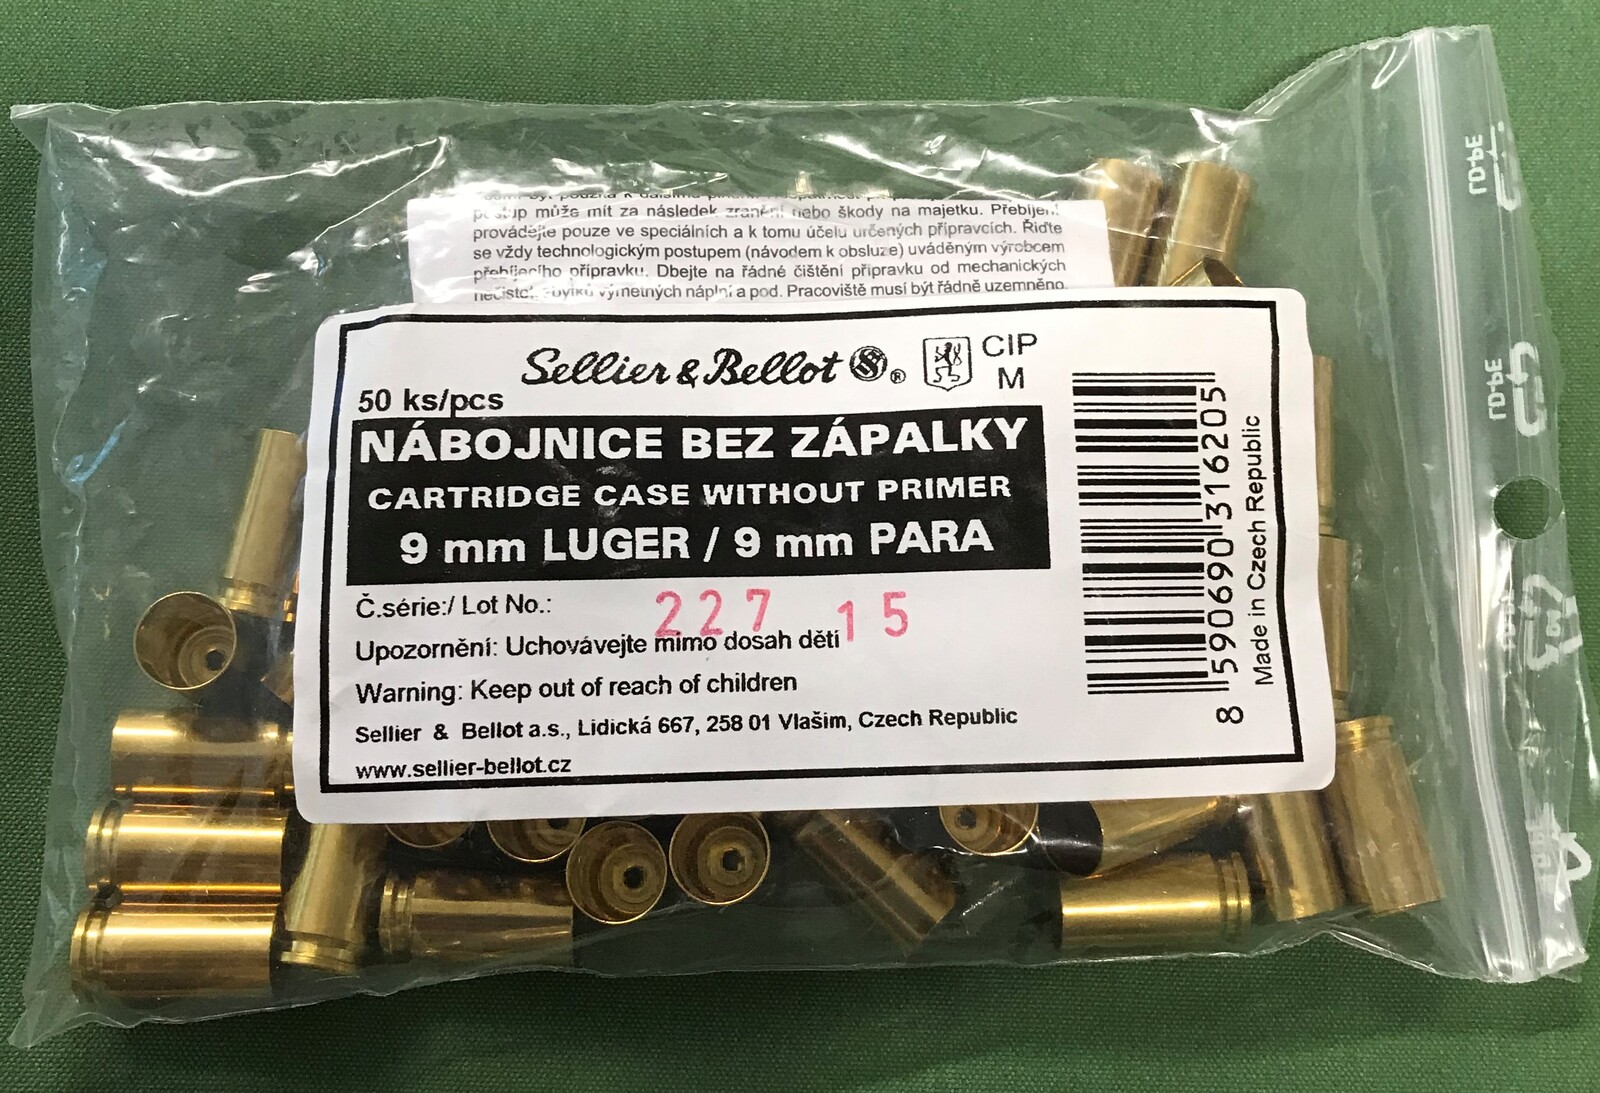 postup může mít za následek zranění nebo škody na majetku. Přebíjení
provádějte pouze ve speciálních a k tomu účelu určených přípravcích. Řiďte
se vždy technologickým postupem (návodem k obsluze) uváděným výrobcem
přebíjecího přípravku. Dbejte na řádné čištění přípravku od mechanických
výmetných náplní a pod. Pracoviště musí být řádně uzemněno.
Sellier & Bellot S&B ® CIP
M
50 ks/pcs
NÁBOJNICE BEZ ZÁPALKY
CARTRIDGE CASE WITHOUT PRIMER
9 mm LUGER / 9 mm PARA
Č.série:/ Lot No.: 227 15
Upozornění: Uchovávejte mimo dosah dětí
Warning: Keep out of reach of children
Sellier & Bellot a.s., Lidická 667, 258 01 Vlašim, Czech Republic
www.sellier-bellot.cz
8 590690 316205
Made in Czech Republic
LD-PE
LD-PE